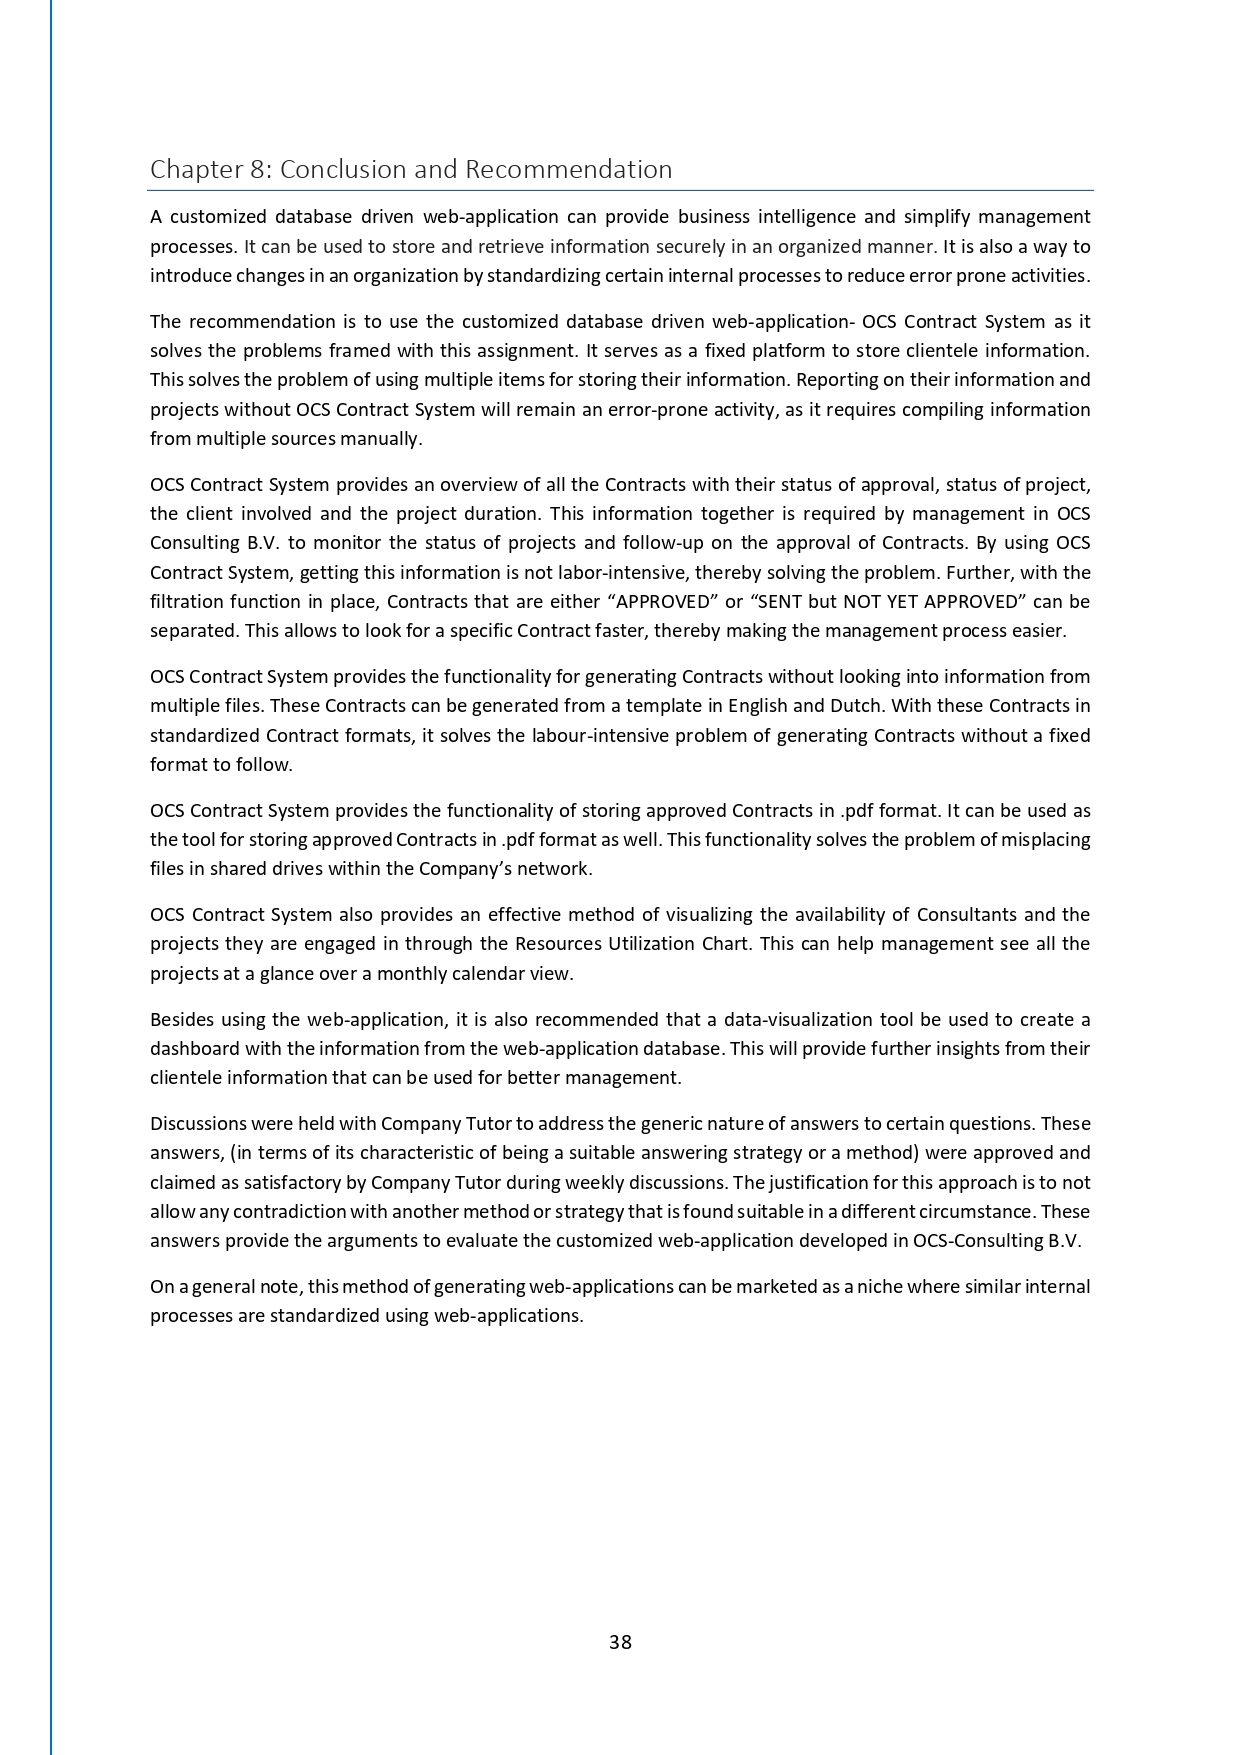 Chapter 8: Conclusion and Recommendation
A customized database driven web-application can provide business intelligence and simplify management
processes. It can be used to store and retrieve information securely in an organized manner. It is also a way to
introduce changes in an organization by standardizing certain internal processes to reduce error prone activities.
The recommendation is to use the customized database driven web-application- OCS Contract System as it
solves the problems framed with this assignment. It serves as a fixed platform to store clientele information.
This solves the problem of using multiple items for storing their information. Reporting on their information and
projects without OCS Contract System will remain an error-prone activity, as it requires compiling information
from multiple sources manually.
OCS Contract System provides an overview of all the Contracts with their status of approval, status of project,
the client involved and the project duration. This information together is required by management in OCS
Consulting B.V. to monitor the status of projects and follow-up on the approval of Contracts. By using OCS
Contract System, getting this information is not labor-intensive, thereby solving the problem. Further, with the
filtration function in place, Contracts that are either “APPROVED” or “SENT but NOT YET APPROVED” can be
separated. This allows to look for a specific Contract faster, thereby making the management process easier.
OCS Contract System provides the functionality for generating Contracts without looking into information from
multiple files. These Contracts can be generated from a template in English and Dutch. With these Contracts in
standardized Contract formats, it solves the labour-intensive problem of generating Contracts without a fixed
format to follow.
OCS Contract System provides the functionality of storing approved Contracts in .pdf format. It can be used as
the tool for storing approved Contracts in .pdf format as well. This functionality solves the problem of misplacing
files in shared drives within the Company’s network.
OCS Contract System also provides an effective method of visualizing the availability of Consultants and the
projects they are engaged in through the Resources Utilization Chart. This can help management see all the
projects at a glance over a monthly calendar view.
Besides using the web-application, it is also recommended that a data-visualization tool be used to create a
dashboard with the information from the web-application database. This will provide further insights from their
clientele information that can be used for better management.
Discussions were held with Company Tutor to address the generic nature of answers to certain questions. These
answers, (in terms of its characteristic of being a suitable answering strategy or a method) were approved and
claimed as satisfactory by Company Tutor during weekly discussions. The justification for this approach is to not
allow any contradiction with another method or strategy that is found suitable in a different circumstance. These
answers provide the arguments to evaluate the customized web-application developed in OCS-Consulting B.V.
On a general note, this method of generating web-applications can be marketed as a niche where similar internal
processes are standardized using web-applications.
38